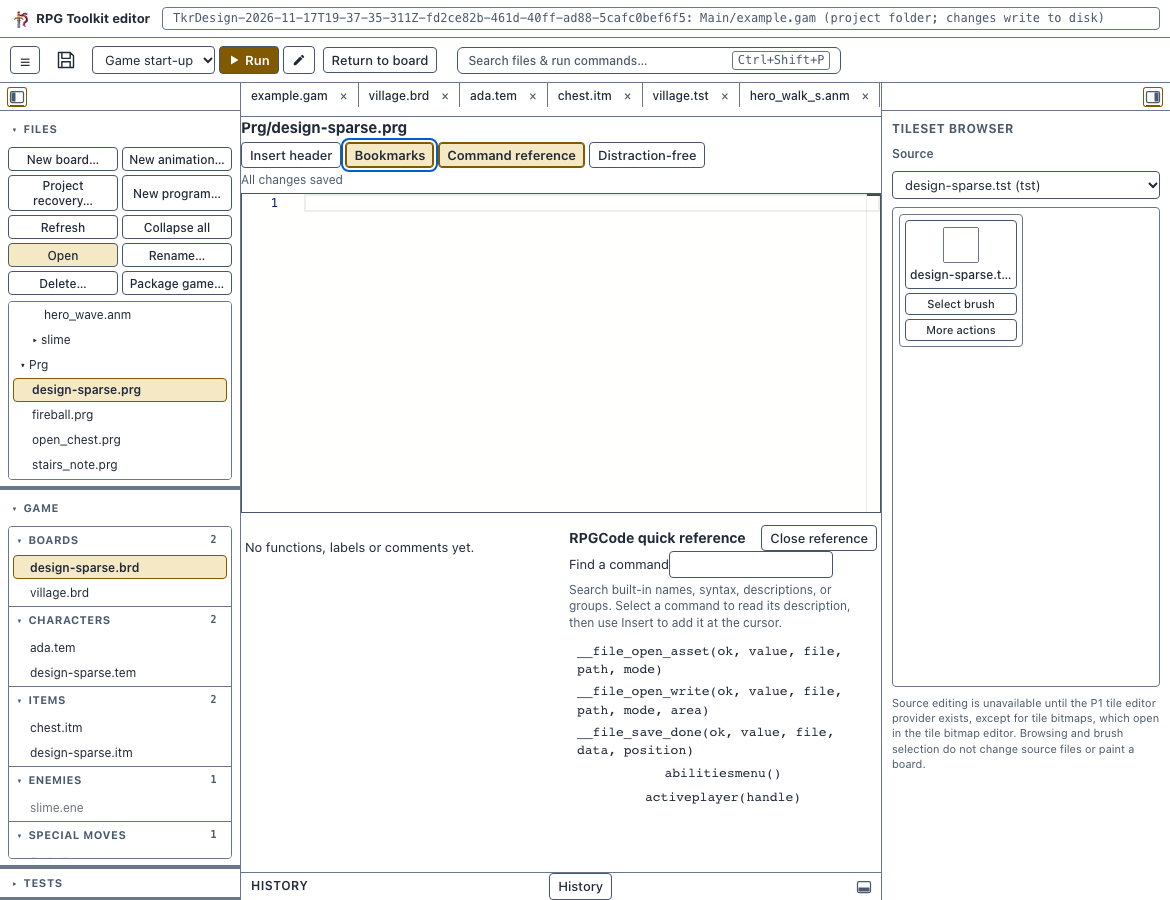 RPG Toolkit editor
TkrDesign-2026-11-17T19-37-35-311Z-fd2ce82b-461d-40ff-ad88-5cafc0bef6f5: Main/example.gam (project folder; changes write to disk)
Game start-up
Run
Return to board
Search files & run commands...
Ctrl+Shift+P
example.gam ×
village.brd ×
ada.tem ×
chest.itm ×
village.tst ×
hero_walk_s.anm ×
FILES
New board...
New animation...
Project recovery...
New program...
Refresh
Collapse all
Open
Rename...
Delete...
Package game...
hero_wave.anm
slime
Prg
design-sparse.prg
fireball.prg
open_chest.prg
stairs_note.prg
GAME
BOARDS 2
design-sparse.brd
village.brd
CHARACTERS 2
ada.tem
design-sparse.tem
ITEMS 2
chest.itm
design-sparse.itm
ENEMIES 1
slime.ene
SPECIAL MOVES 1
TESTS
Prg/design-sparse.prg
Insert header
Bookmarks
Command reference
Distraction-free
All changes saved
1
No functions, labels or comments yet.
RPGCode quick reference
Close reference
Find a command
Search built-in names, syntax, descriptions, or
groups. Select a command to read its description,
then use Insert to add it at the cursor.
__file_open_asset(ok, value, file,
path, mode)
__file_open_write(ok, value, file,
path, mode, area)
__file_save_done(ok, value, file,
data, position)
abilitiesmenu()
activeplayer(handle)
HISTORY
History
TILESET BROWSER
Source
design-sparse.tst (tst)
design-sparse.t...
Select brush
More actions
Source editing is unavailable until the P1 tile editor
provider exists, except for tile bitmaps, which open
in the tile bitmap editor. Browsing and brush
selection do not change source files or paint a
board.